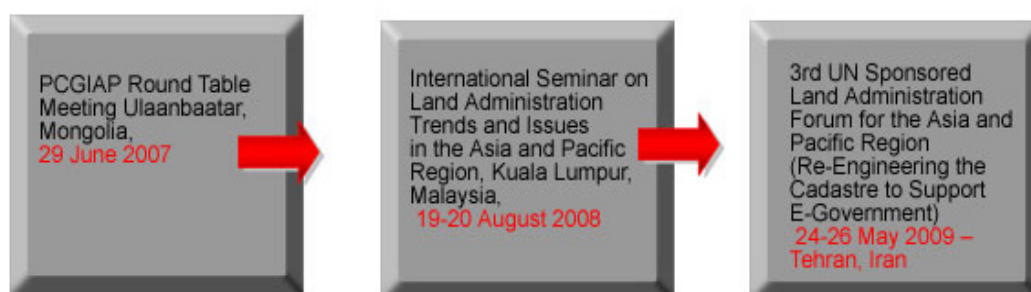 PCGIAP Round Table
Meeting Ulaanbaatar,
Mongolia,
29 June 2007
International Seminar on
Land Administration
Trends and Issues
in the Asia and Pacific
Region, Kuala Lumpur,
Malaysia,
19-20 August 2008
3rd UN Sponsored
Land Administration
Forum for the Asia and
Pacific Region
(Re-Engineering the
Cadastre to Support
E-Government)
24-26 May 2009 –
Tehran, Iran